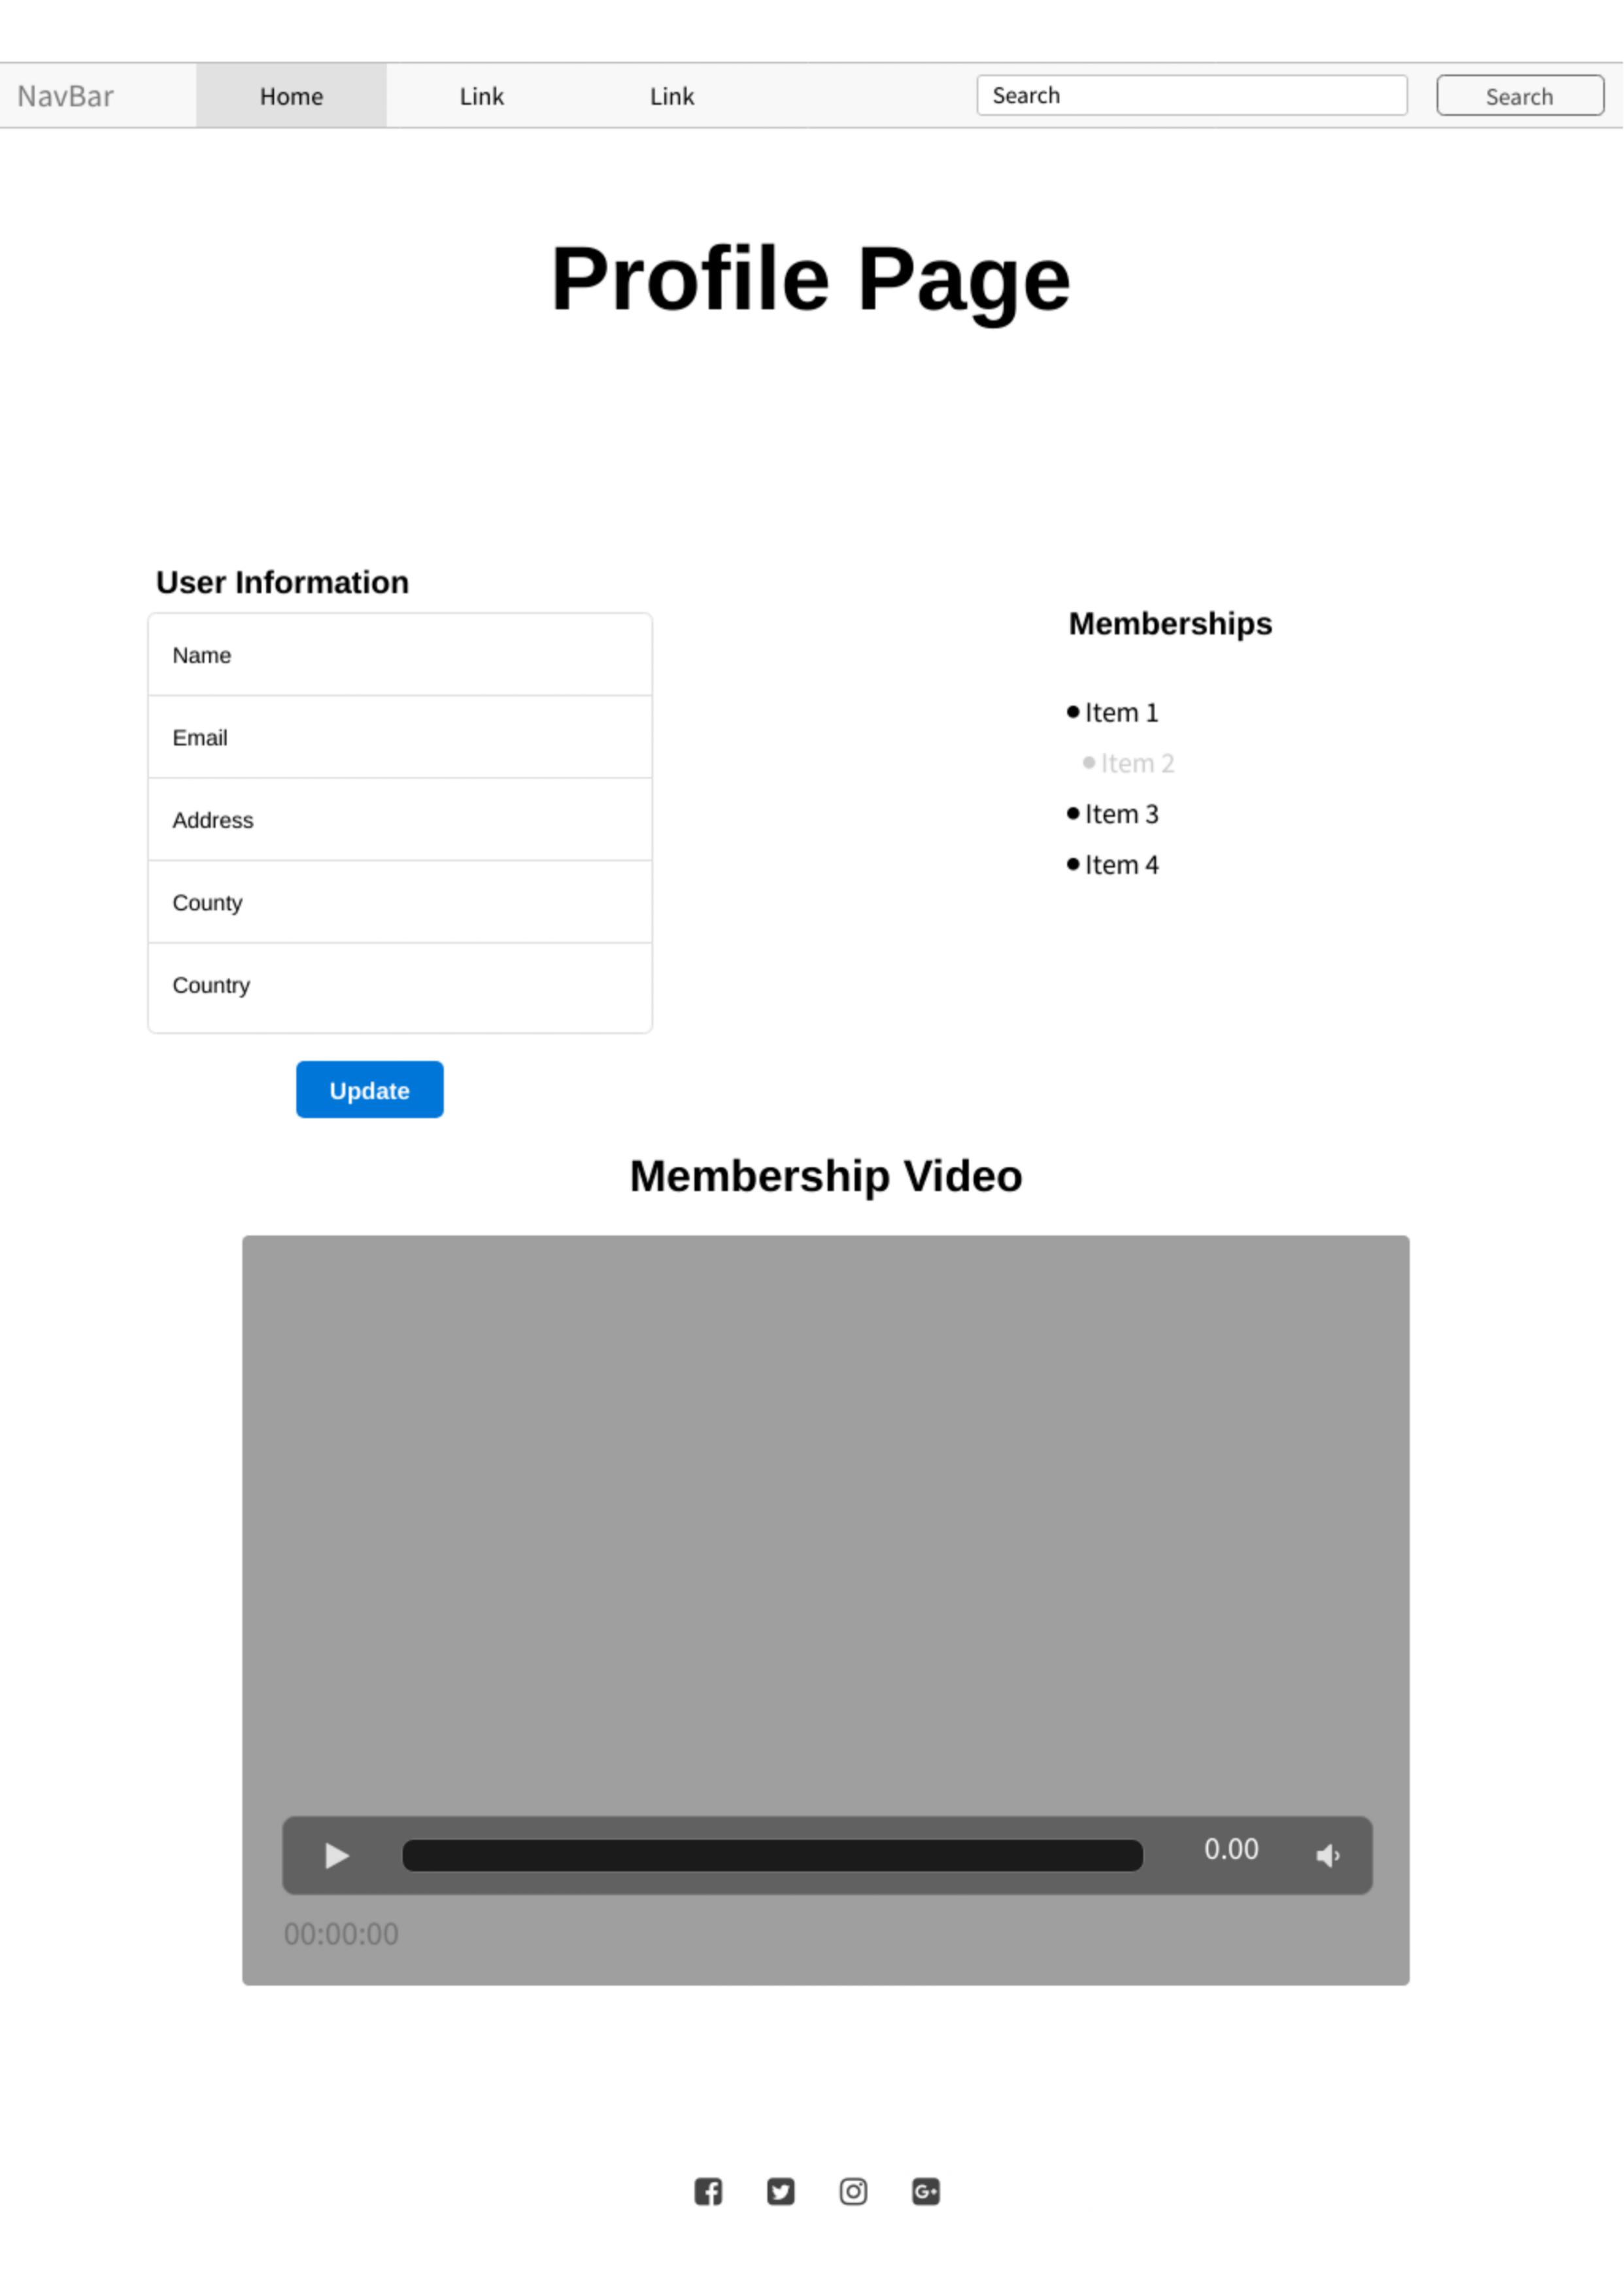 NavBar Home Link Link Search Search
Profile Page
User Information
Name
Email
Address
County
Country
Update
Memberships
Item 1
Item 2
Item 3
Item 4
Membership Video
0.00
00:00:00
G+